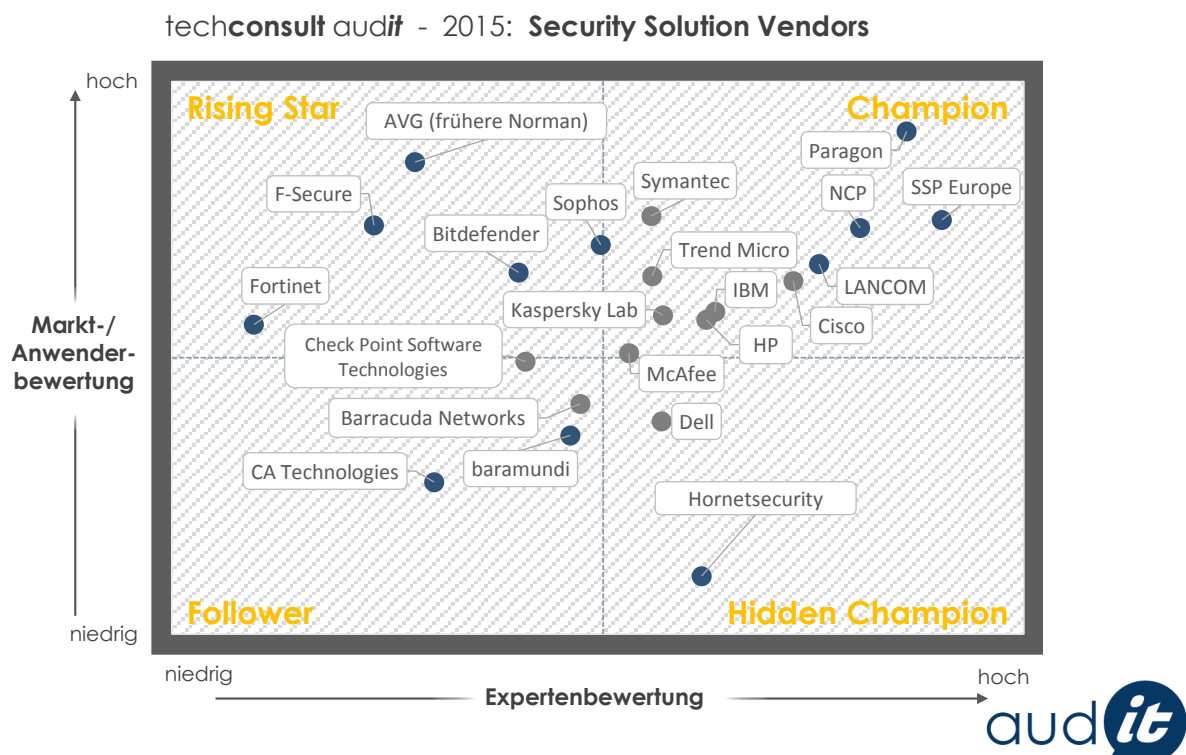 techconsult audit - 2015: Security Solution Vendors
hoch
Rising Star
Champion
AVG (frühere Norman)
Paragon
Symantec
NCP
SSP Europe
F-Secure
Sophos
Bitdefender
Trend Micro
Fortinet
IBM
LANCOM
Kaspersky Lab
Cisco
Markt-/
Anwender-
bewertung
HP
Check Point Software
Technologies
McAfee
Barracuda Networks
Dell
CA Technologies
baramundi
Hornetsecurity
Follower
Hidden Champion
niedrig
niedrig
hoch
Expertenbewertung
audit